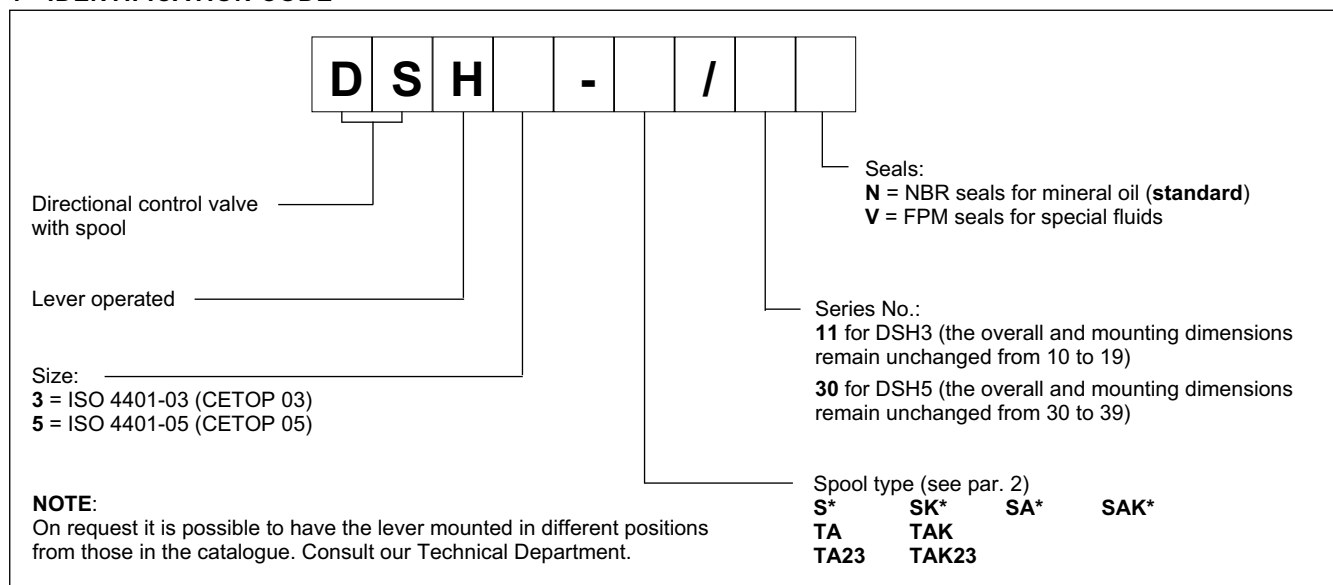 D S H - /
Directional control valve
with spool
Lever operated
Size:
3 = ISO 4401-03 (CETOP 03)
5 = ISO 4401-05 (CETOP 05)
NOTE:
On request it is possible to have the lever mounted in different positions
from those in the catalogue. Consult our Technical Department.
Seals:
N = NBR seals for mineral oil (standard)
V = FPM seals for special fluids
Series No.:
11 for DSH3 (the overall and mounting dimensions
remain unchanged from 10 to 19)
30 for DSH5 (the overall and mounting dimensions
remain unchanged from 30 to 39)
Spool type (see par. 2)
S* SK* SA* SAK*
TA TAK
TA23 TAK23